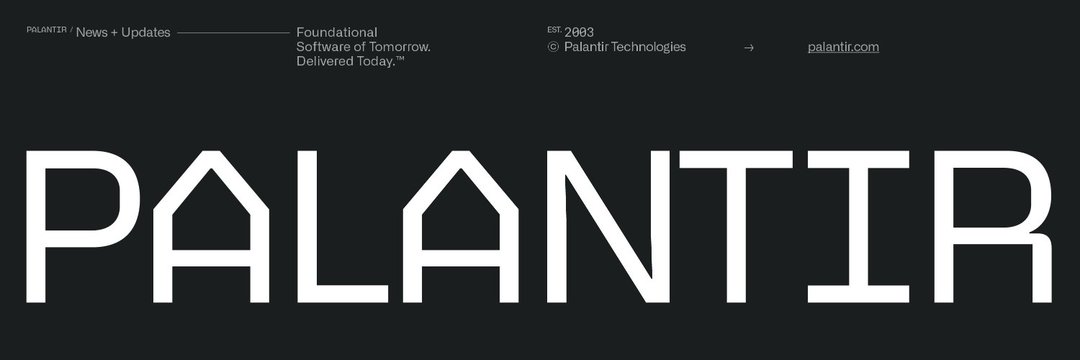 PALANTIR / News + Updates
Foundational
Software of Tomorrow.
Delivered Today.™
EST. 2003
© Palantir Technologies → palantir.com
PALANTIR